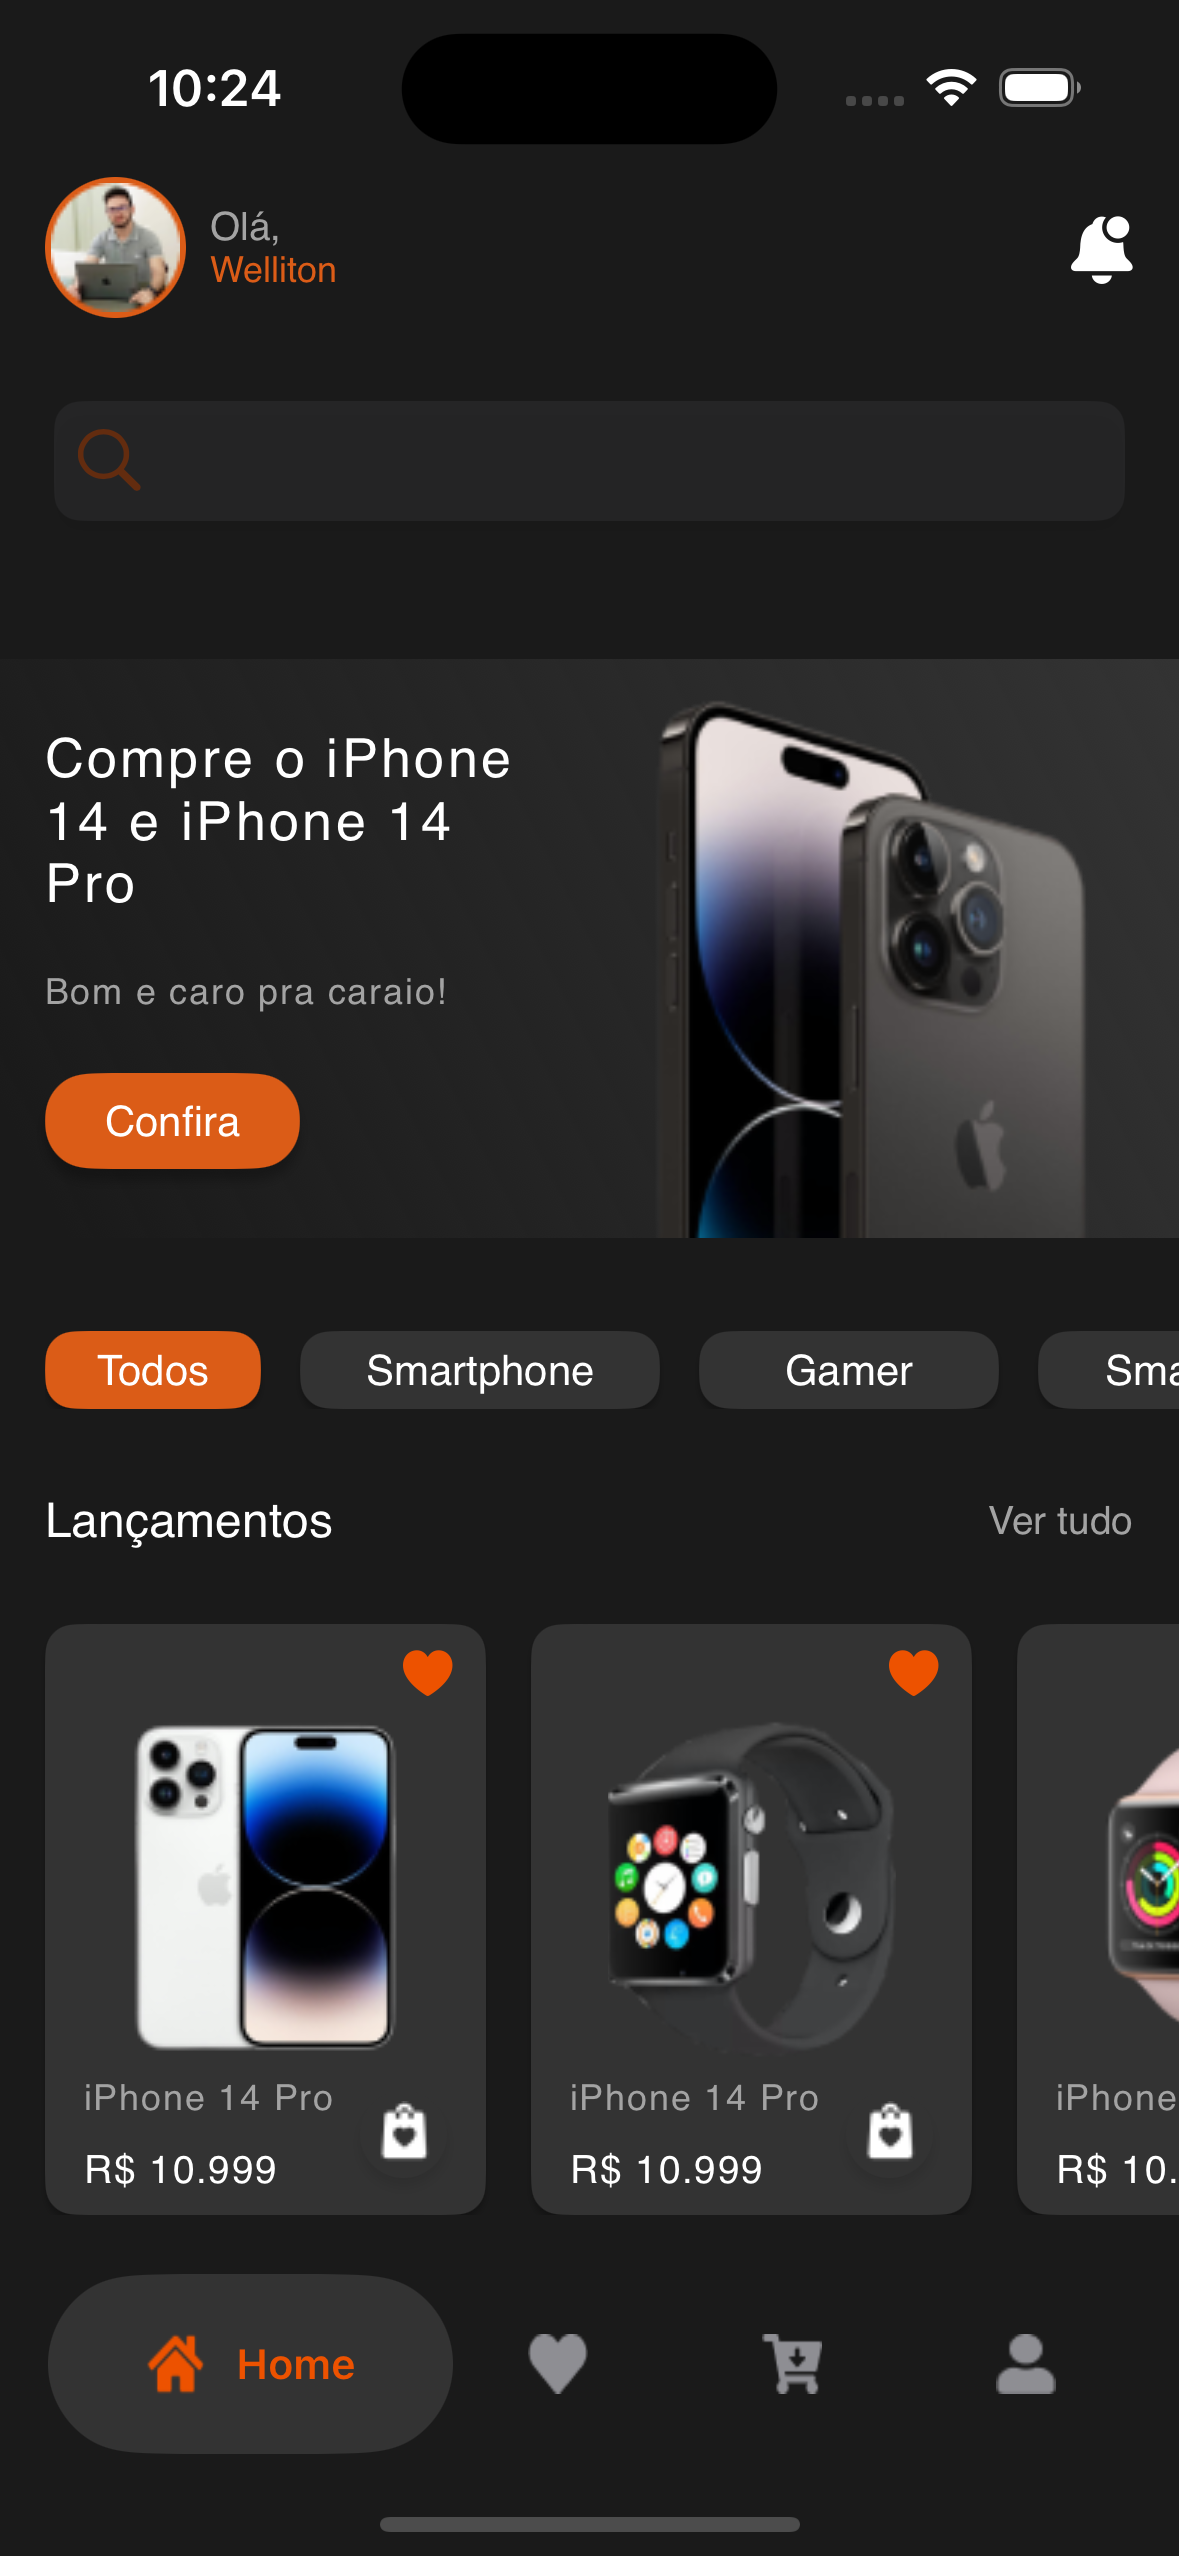 10:24
Olá,
Welliton
Compre o iPhone
14 e iPhone 14
Pro
Bom e caro pra caraio!
Confira
Todos
Smartphone
Gamer
Sma
Lançamentos
Ver tudo
iPhone 14 Pro
R$ 10.999
iPhone 14 Pro
R$ 10.999
iPhone
R$ 10.
Home